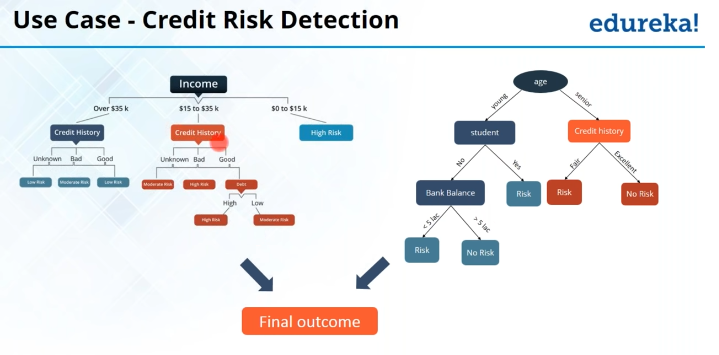 Use Case - Credit Risk Detection
edureka!
Income
Over $35 k
$15 to $35 k
$0 to $15 k
Credit History
Credit History
High Risk
Unknown Bad Good
Unknown Bad Good
Low Risk
Moderate Risk
Low Risk
Moderate Risk
High Risk
Debt
High Low
High Risk
Moderate Risk
age
young
senior
student
Credit history
No
Yes
Fair
Excellent
Bank Balance
Risk
Risk
No Risk
< 5 lac
> 5 lac
Risk
No Risk
Final outcome